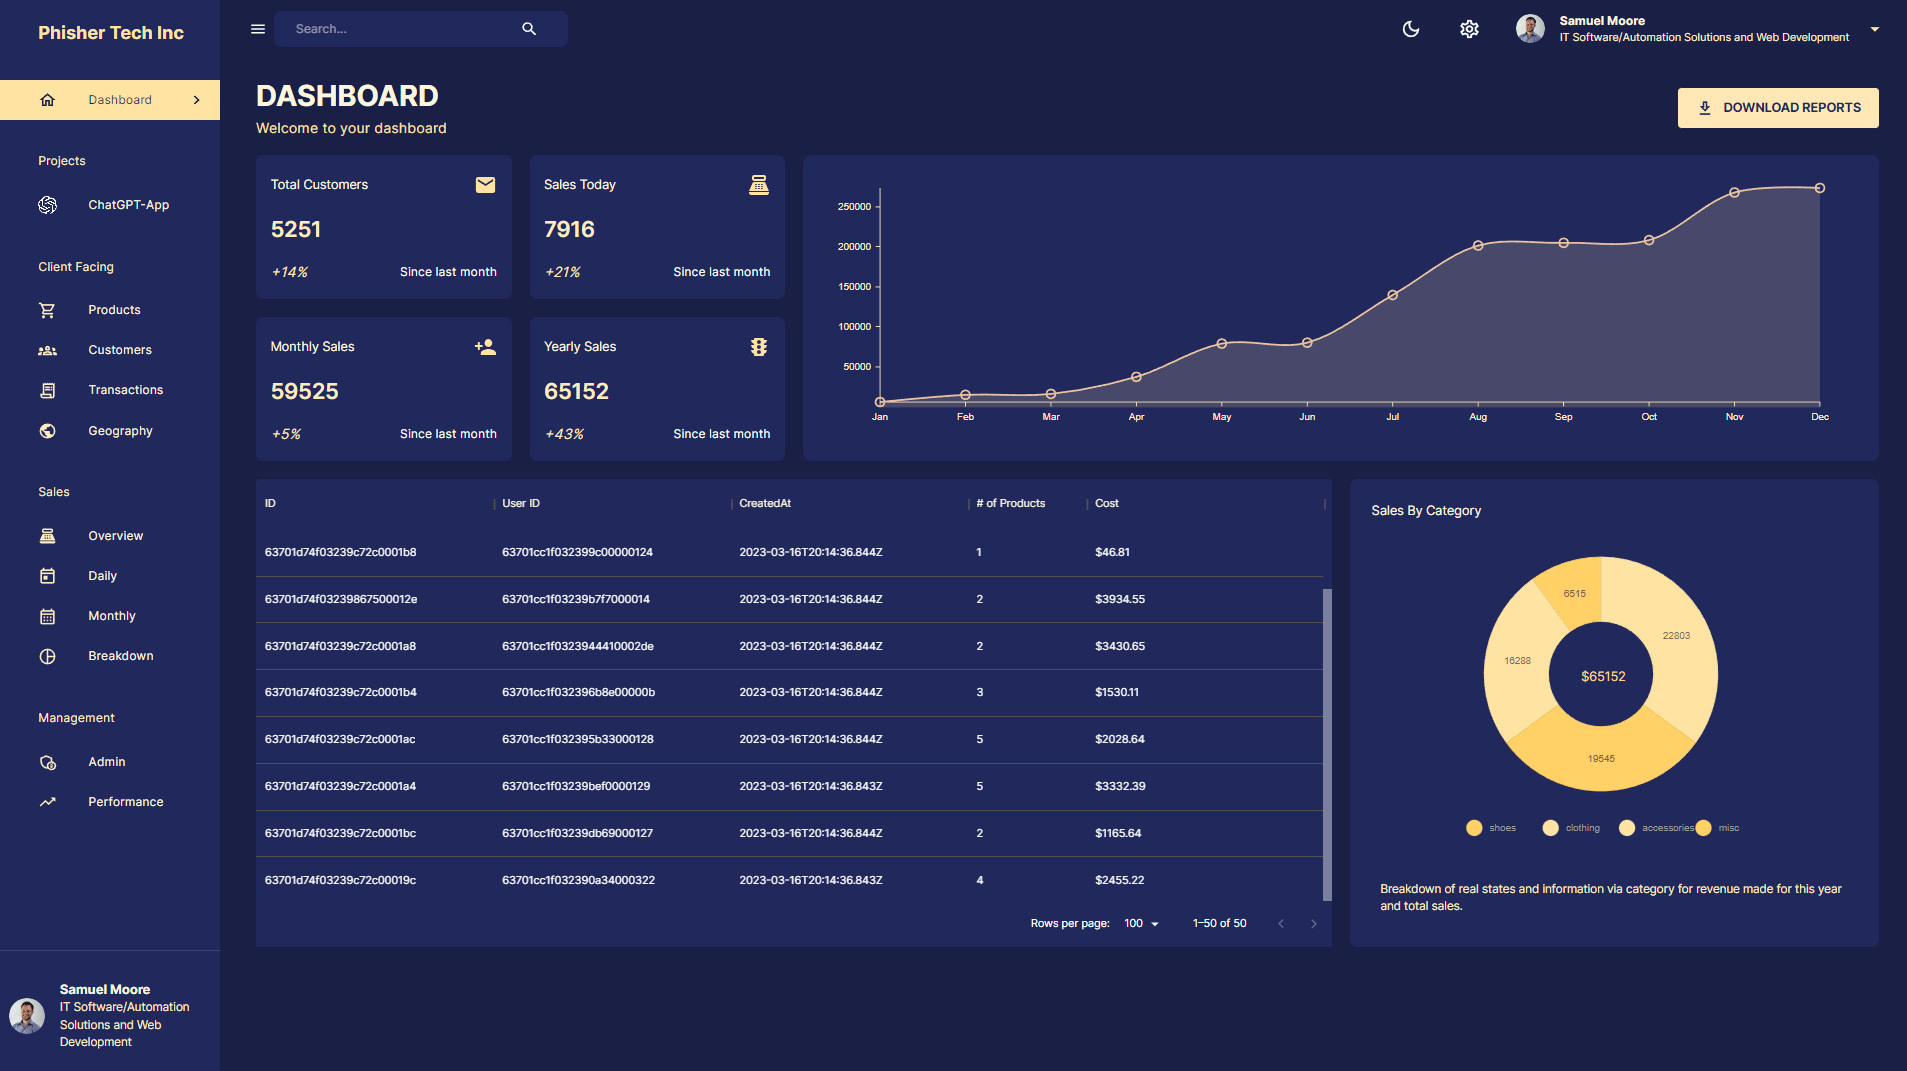 Phisher Tech Inc
Dashboard
Projects
ChatGPT-App
Client Facing
Products
Customers
Transactions
Geography
Sales
Overview
Daily
Monthly
Breakdown
Management
Admin
Performance
Samuel Moore
IT Software/Automation
Solutions and Web
Development
Search...
Samuel Moore
IT Software/Automation Solutions and Web Development
DASHBOARD
Welcome to your dashboard
DOWNLOAD REPORTS
Total Customers
5251
+14% Since last month
Sales Today
7916
+21% Since last month
Monthly Sales
59525
+5% Since last month
Yearly Sales
65152
+43% Since last month
250000
200000
150000
100000
50000
Jan Feb Mar Apr May Jun Jul Aug Sep Oct Nov Dec
ID User ID CreatedAt # of Products Cost
63701d74f03239c72c0001b8 63701cc1f032399c00000124 2023-03-16T20:14:36.844Z 1 $46.81
63701d74f03239867500012e 63701cc1f03239b7f7000014 2023-03-16T20:14:36.844Z 2 $3934.55
63701d74f03239c72c0001a8 63701cc1f0323944410002de 2023-03-16T20:14:36.844Z 2 $3430.65
63701d74f03239c72c0001b4 63701cc1f032396b8e00000b 2023-03-16T20:14:36.844Z 3 $1530.11
63701d74f03239c72c0001ac 63701cc1f032395b33000128 2023-03-16T20:14:36.844Z 5 $2028.64
63701d74f03239c72c0001a4 63701cc1f03239bef0000129 2023-03-16T20:14:36.843Z 5 $3332.39
63701d74f03239c72c0001bc 63701cc1f03239db69000127 2023-03-16T20:14:36.844Z 2 $1165.64
63701d74f03239c72c00019c 63701cc1f032390a34000322 2023-03-16T20:14:36.843Z 4 $2455.22
Rows per page: 100 1–50 of 50
Sales By Category
6515
22803
16288
$65152
19545
shoes clothing accessories misc
Breakdown of real states and information via category for revenue made for this year
and total sales.